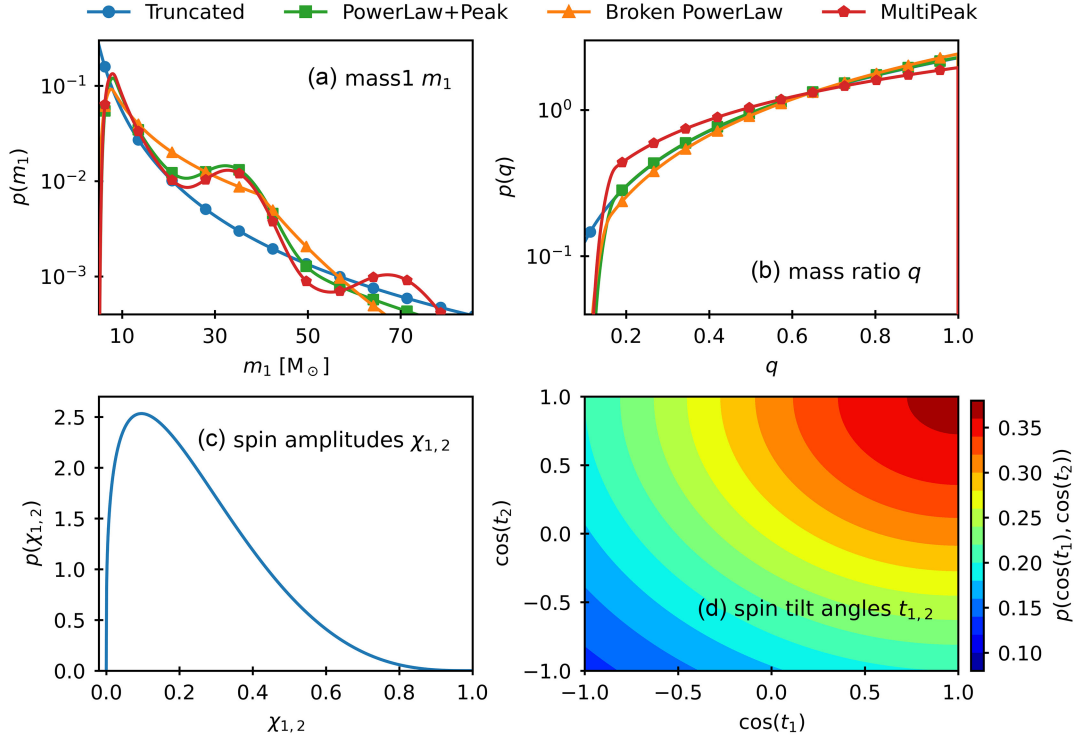 Truncated PowerLaw+Peak Broken PowerLaw MultiPeak
(a) mass1 m₁
p(m₁)
10⁻¹
10⁻²
10⁻³
10 30 50 70
m₁ [M⊙]
(b) mass ratio q
p(q)
10⁰
10⁻¹
0.2 0.4 0.6 0.8 1.0
q
(c) spin amplitudes χ₁,₂
p(χ₁,₂)
2.5
2.0
1.5
1.0
0.5
0.0
0.0 0.2 0.4 0.6 0.8 1.0
χ₁,₂
cos(t₂)
1.0
0.5
0.0
−0.5
−1.0
(d) spin tilt angles t₁,₂
−1.0 −0.5 0.0 0.5 1.0
cos(t₁)
0.35
0.30
0.25
0.20
0.15
0.10
p(cos(t₁), cos(t₂))